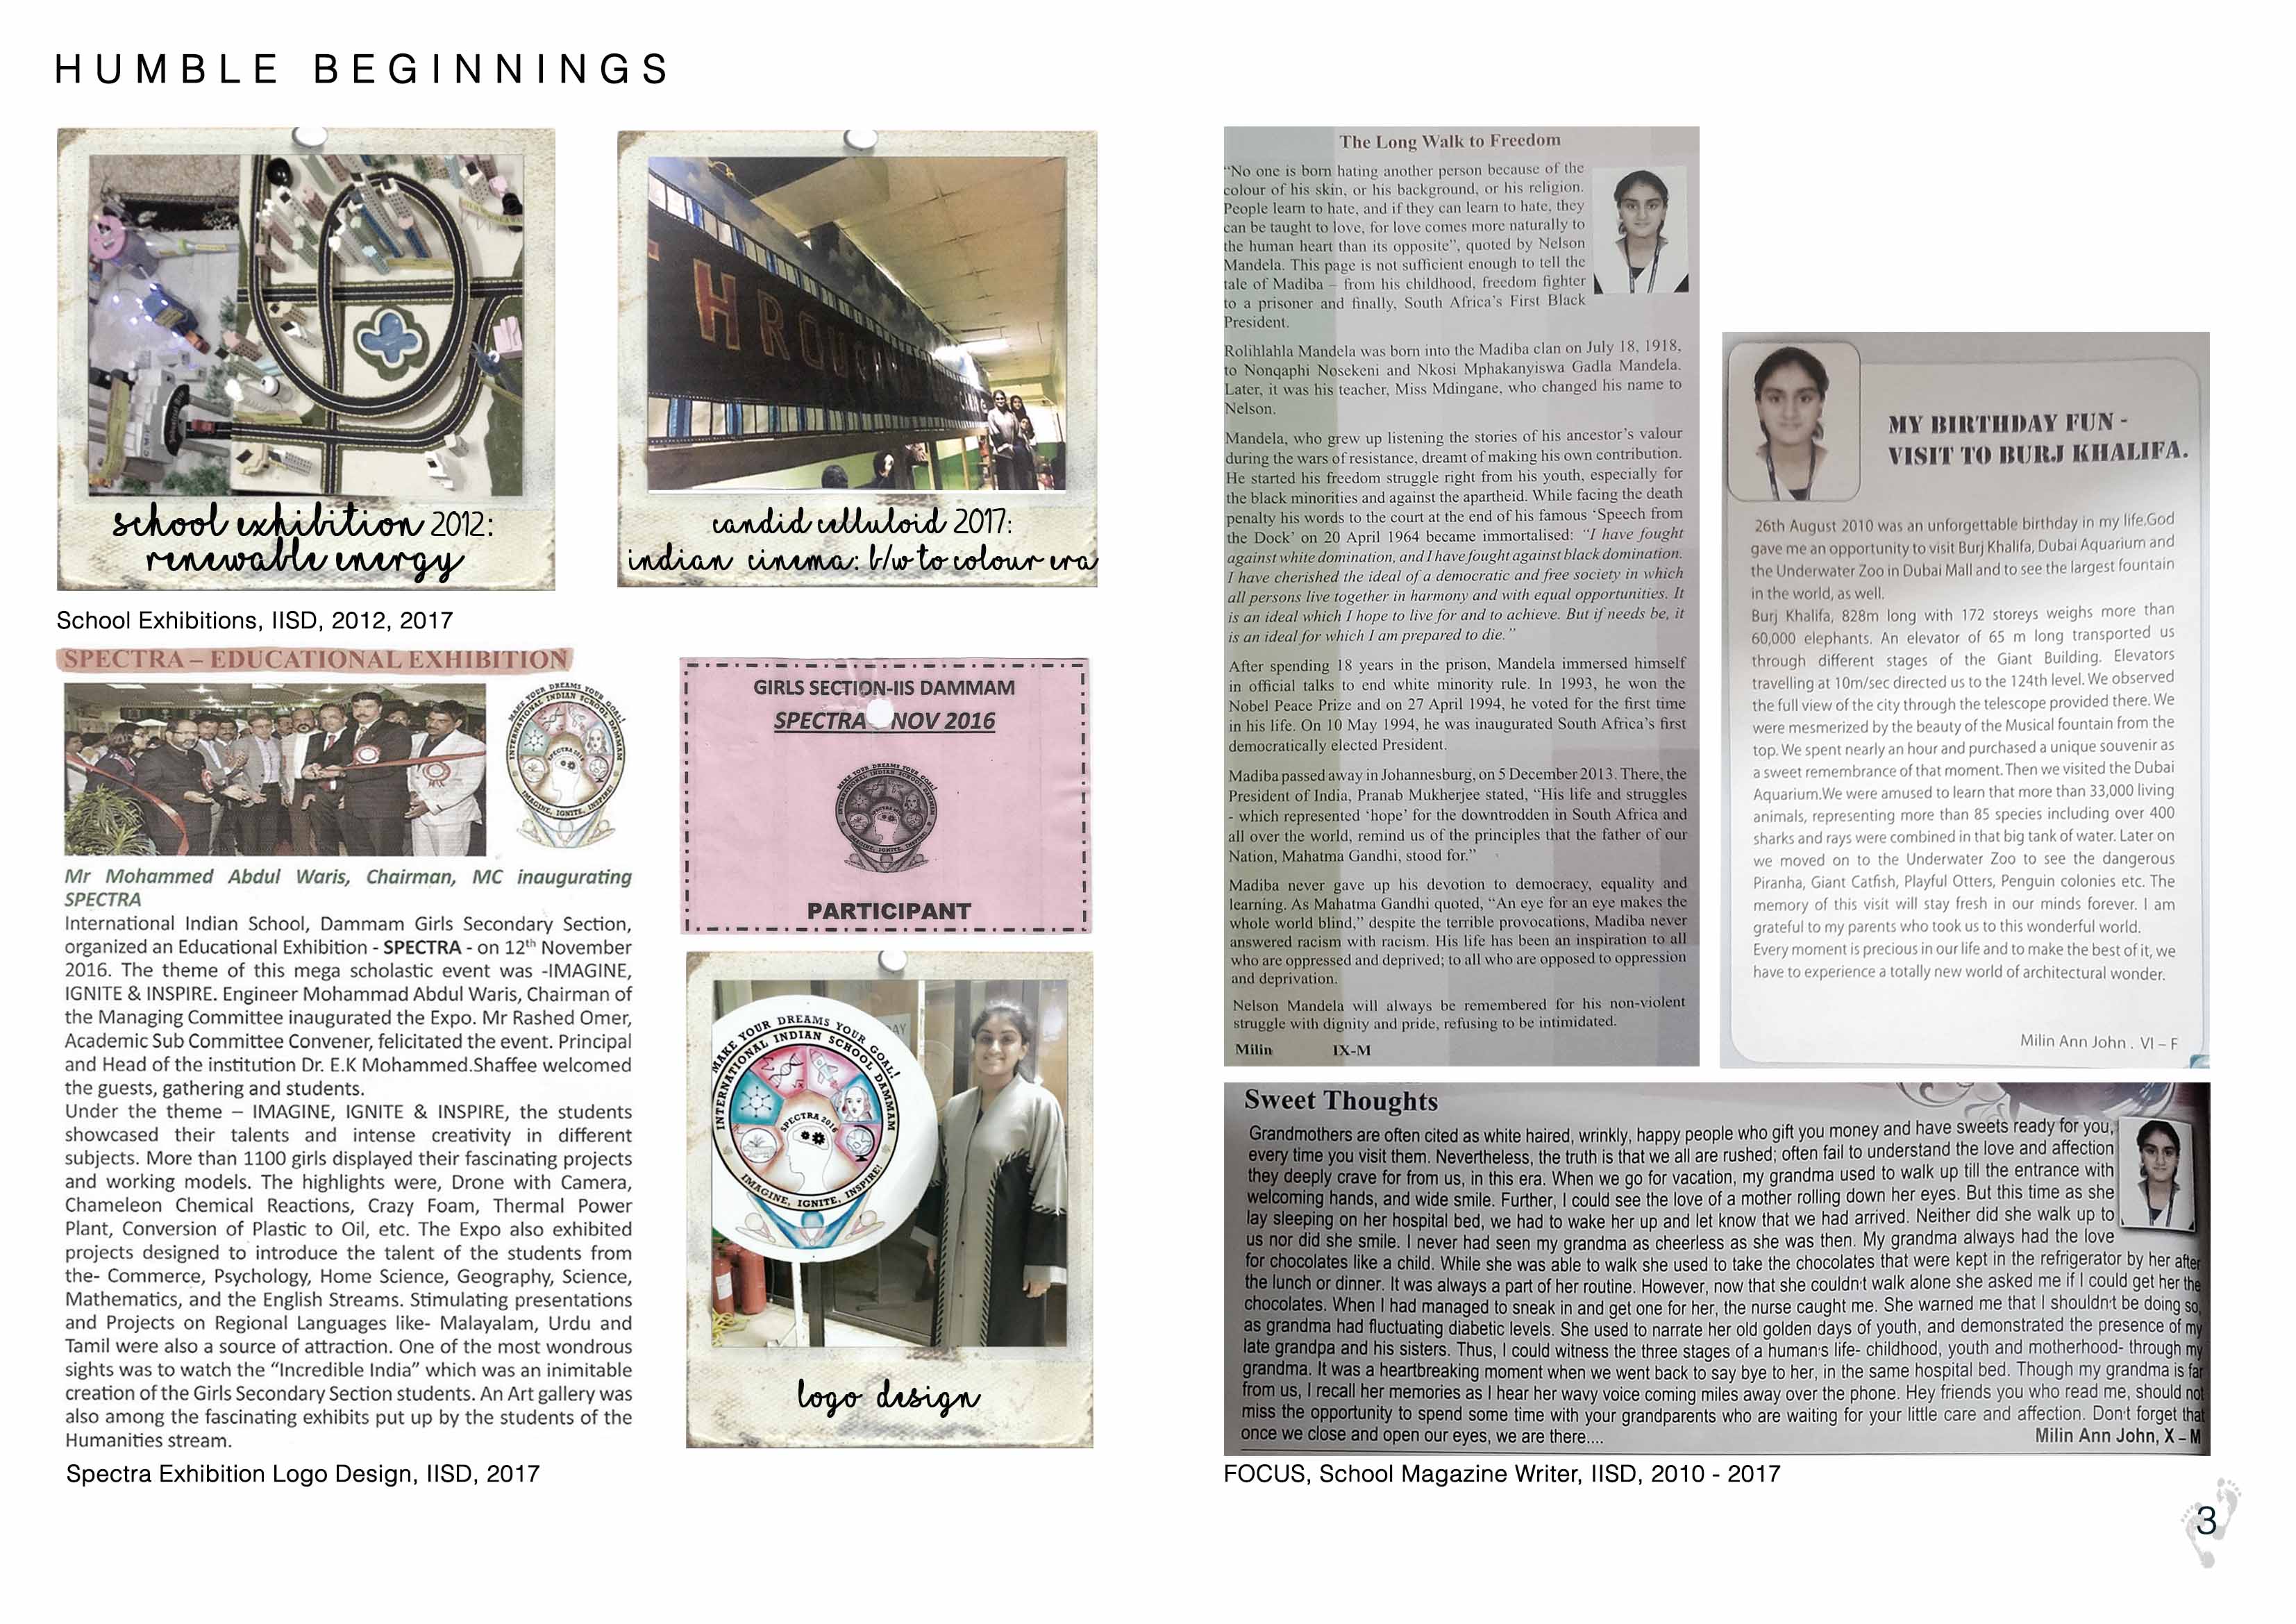 HUMBLE BEGINNINGS
HROU
school exhibition 2012:
renewable energy
candid celluloid 2017:
indian cinema: b/w to colour era
School Exhibitions, IISD, 2012, 2017
SPECTRA – EDUCATIONAL EXHIBITION
MAKE YOUR DREAMS YOUR GOAL!
INTERNATIONAL INDIAN SCHOOL DAMMAM
SPECTRA 2016
IMAGINE, IGNITE, INSPIRE!
Mr Mohammed Abdul Waris, Chairman, MC inaugurating
SPECTRA
International Indian School, Dammam Girls Secondary Section,
organized an Educational Exhibition - SPECTRA - on 12th November
2016. The theme of this mega scholastic event was -IMAGINE,
IGNITE & INSPIRE. Engineer Mohammad Abdul Waris, Chairman of
the Managing Committee inaugurated the Expo. Mr Rashed Omer,
Academic Sub Committee Convener, felicitated the event. Principal
and Head of the institution Dr. E.K Mohammed.Shaffee welcomed
the guests, gathering and students.
Under the theme – IMAGINE, IGNITE & INSPIRE, the students
showcased their talents and intense creativity in different
subjects. More than 1100 girls displayed their fascinating projects
and working models. The highlights were, Drone with Camera,
Chameleon Chemical Reactions, Crazy Foam, Thermal Power
Plant, Conversion of Plastic to Oil, etc. The Expo also exhibited
projects designed to introduce the talent of the students from
the- Commerce, Psychology, Home Science, Geography, Science,
Mathematics, and the English Streams. Stimulating presentations
and Projects on Regional Languages like- Malayalam, Urdu and
Tamil were also a source of attraction. One of the most wondrous
sights was to watch the “Incredible India” which was an inimitable
creation of the Girls Secondary Section students. An Art gallery was
also among the fascinating exhibits put up by the students of the
Humanities stream.
Spectra Exhibition Logo Design, IISD, 2017
GIRLS SECTION-IIS DAMMAM
SPECTRA NOV 2016
MAKE YOUR DREAMS YOUR GOAL!
INTERNATIONAL INDIAN SCHOOL DAMMAM
IMAGINE, IGNITE, INSPIRE!
PARTICIPANT
MAKE YOUR DREAMS YOUR GOAL!
INTERNATIONAL INDIAN SCHOOL DAMMAM
SPECTRA 2016
IMAGINE, IGNITE, INSPIRE!
logo design
The Long Walk to Freedom
“No one is born hating another person because of the
colour of his skin, or his background, or his religion.
People learn to hate, and if they can learn to hate, they
can be taught to love, for love comes more naturally to
the human heart than its opposite”, quoted by Nelson
Mandela. This page is not sufficient enough to tell the
tale of Madiba – from his childhood, freedom fighter
to a prisoner and finally, South Africa’s First Black
President.
Rolihlahla Mandela was born into the Madiba clan on July 18, 1918,
to Nonqaphi Nosekeni and Nkosi Mphakanyiswa Gadla Mandela.
Later, it was his teacher, Miss Mdingane, who changed his name to
Nelson.
Mandela, who grew up listening the stories of his ancestor’s valour
during the wars of resistance, dreamt of making his own contribution.
He started his freedom struggle right from his youth, especially for
the black minorities and against the apartheid. While facing the death
penalty his words to the court at the end of his famous ‘Speech from
the Dock’ on 20 April 1964 became immortalised: “I have fought
against white domination, and I have fought against black domination.
I have cherished the ideal of a democratic and free society in which
all persons live together in harmony and with equal opportunities. It
is an ideal which I hope to live for and to achieve. But if needs be, it
is an ideal for which I am prepared to die.”
After spending 18 years in the prison, Mandela immersed himself
in official talks to end white minority rule. In 1993, he won the
Nobel Peace Prize and on 27 April 1994, he voted for the first time
in his life. On 10 May 1994, he was inaugurated South Africa’s first
democratically elected President.
Madiba passed away in Johannesburg, on 5 December 2013. There, the
President of India, Pranab Mukherjee stated, “His life and struggles
- which represented ‘hope’ for the downtrodden in South Africa and
all over the world, remind us of the principles that the father of our
Nation, Mahatma Gandhi, stood for.”
Madiba never gave up his devotion to democracy, equality and
learning. As Mahatma Gandhi quoted, “An eye for an eye makes the
whole world blind,” despite the terrible provocations, Madiba never
answered racism with racism. His life has been an inspiration to all
who are oppressed and deprived; to all who are opposed to oppression
and deprivation.
Nelson Mandela will always be remembered for his non-violent
struggle with dignity and pride, refusing to be intimidated.
Milin IX-M
MY BIRTHDAY FUN -
VISIT TO BURJ KHALIFA.
26th August 2010 was an unforgettable birthday in my life.God
gave me an opportunity to visit Burj Khalifa, Dubai Aquarium and
the Underwater Zoo in Dubai Mall and to see the largest fountain
in the world, as well.
Burj Khalifa, 828m long with 172 storeys weighs more than
60,000 elephants. An elevator of 65 m long transported us
through different stages of the Giant Building. Elevators
travelling at 10m/sec directed us to the 124th level. We observed
the full view of the city through the telescope provided there. We
were mesmerized by the beauty of the Musical fountain from the
top. We spent nearly an hour and purchased a unique souvenir as
a sweet remembrance of that moment. Then we visited the Dubai
Aquarium.We were amused to learn that more than 33,000 living
animals, representing more than 85 species including over 400
sharks and rays were combined in that big tank of water. Later on
we moved on to the Underwater Zoo to see the dangerous
Piranha, Giant Catfish, Playful Otters, Penguin colonies etc. The
memory of this visit will stay fresh in our minds forever. I am
grateful to my parents who took us to this wonderful world.
Every moment is precious in our life and to make the best of it, we
have to experience a totally new world of architectural wonder.
Milin Ann John . VI – F
Sweet Thoughts
Grandmothers are often cited as white haired, wrinkly, happy people who gift you money and have sweets ready for you,
every time you visit them. Nevertheless, the truth is that we all are rushed; often fail to understand the love and affection
they deeply crave for from us, in this era. When we go for vacation, my grandma used to walk up till the entrance with
welcoming hands, and wide smile. Further, I could see the love of a mother rolling down her eyes. But this time as she
lay sleeping on her hospital bed, we had to wake her up and let know that we had arrived. Neither did she walk up to
us nor did she smile. I never had seen my grandma as cheerless as she was then. My grandma always had the love
for chocolates like a child. While she was able to walk she used to take the chocolates that were kept in the refrigerator by her after
the lunch or dinner. It was always a part of her routine. However, now that she couldn't walk alone she asked me if I could get her the
chocolates. When I had managed to sneak in and get one for her, the nurse caught me. She warned me that I shouldn't be doing so,
as grandma had fluctuating diabetic levels. She used to narrate her old golden days of youth, and demonstrated the presence of my
late grandpa and his sisters. Thus, I could witness the three stages of a human's life- childhood, youth and motherhood- through my
grandma. It was a heartbreaking moment when we went back to say bye to her, in the same hospital bed. Though my grandma is far
from us, I recall her memories as I hear her wavy voice coming miles away over the phone. Hey friends you who read me, should not
miss the opportunity to spend some time with your grandparents who are waiting for your little care and affection. Don't forget that
once we close and open our eyes, we are there....
Milin Ann John, X – M
FOCUS, School Magazine Writer, IISD, 2010 - 2017
3